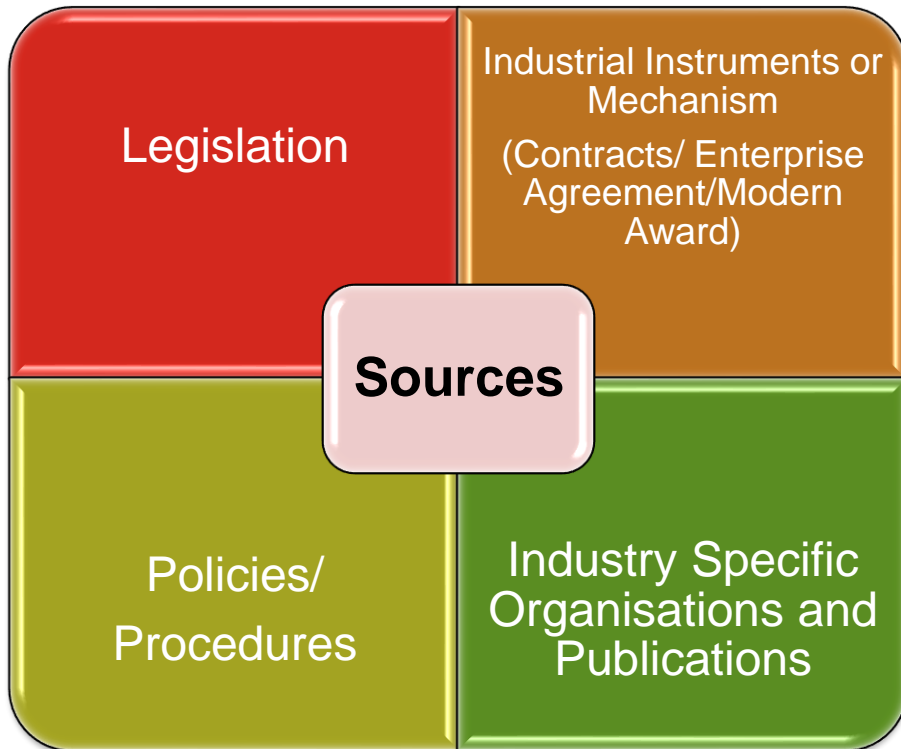 Legislation
Industrial Instruments or
Mechanism
(Contracts/ Enterprise
Agreement/Modern
Award)
Sources
Policies/
Procedures
Industry Specific
Organisations and
Publications